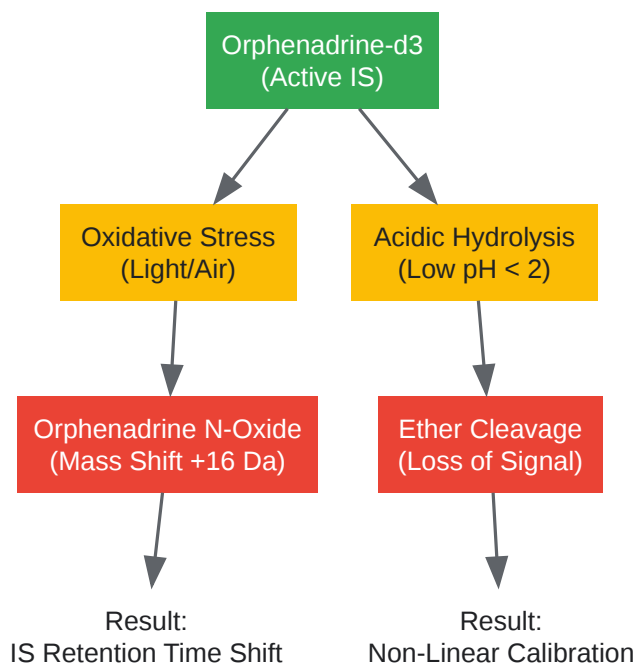 Orphenadrine-d3
(Active IS)
Oxidative Stress
(Light/Air)
Acidic Hydrolysis
(Low pH < 2)
Orphenadrine N-Oxide
(Mass Shift +16 Da)
Ether Cleavage
(Loss of Signal)
Result:
IS Retention Time Shift
Result:
Non-Linear Calibration